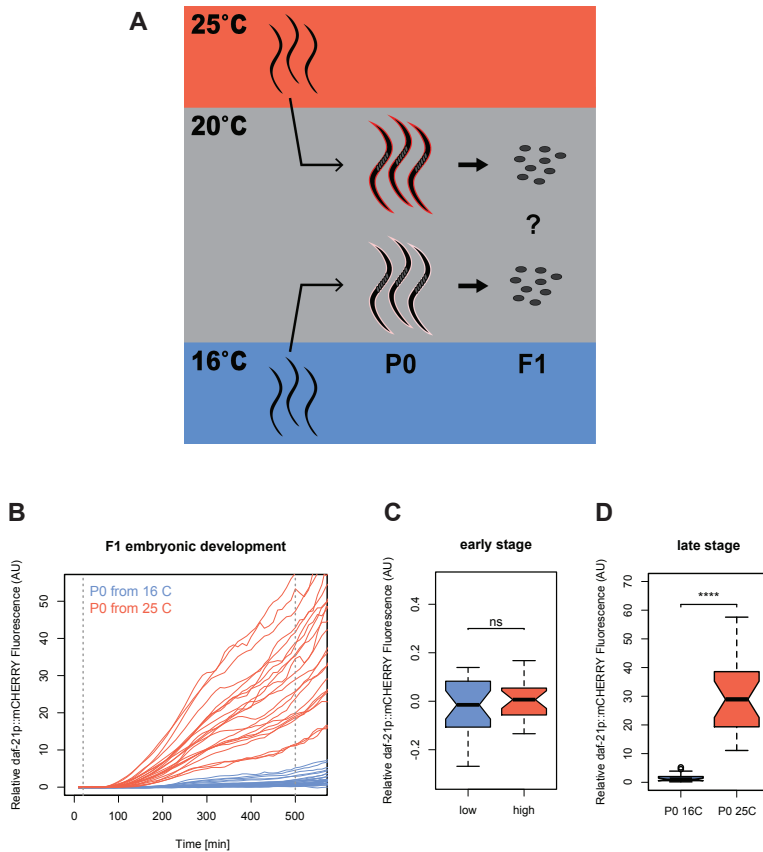 A
25°C
20°C
?
16°C
P0
F1
B
F1 embryonic development
Relative daf-21p::mCHERRY Fluorescence (AU)
P0 from 16 C
P0 from 25 C
50
40
30
20
10
0
0
100
200
300
400
500
Time [min]
C
early stage
Relative daf-21p::mCHERRY Fluorescence (AU)
ns
0.4
0.2
0.0
-0.2
low
high
D
late stage
Relative daf-21p::mCHERRY Fluorescence (AU)
****
70
60
50
40
30
20
10
0
P0 16C
P0 25C